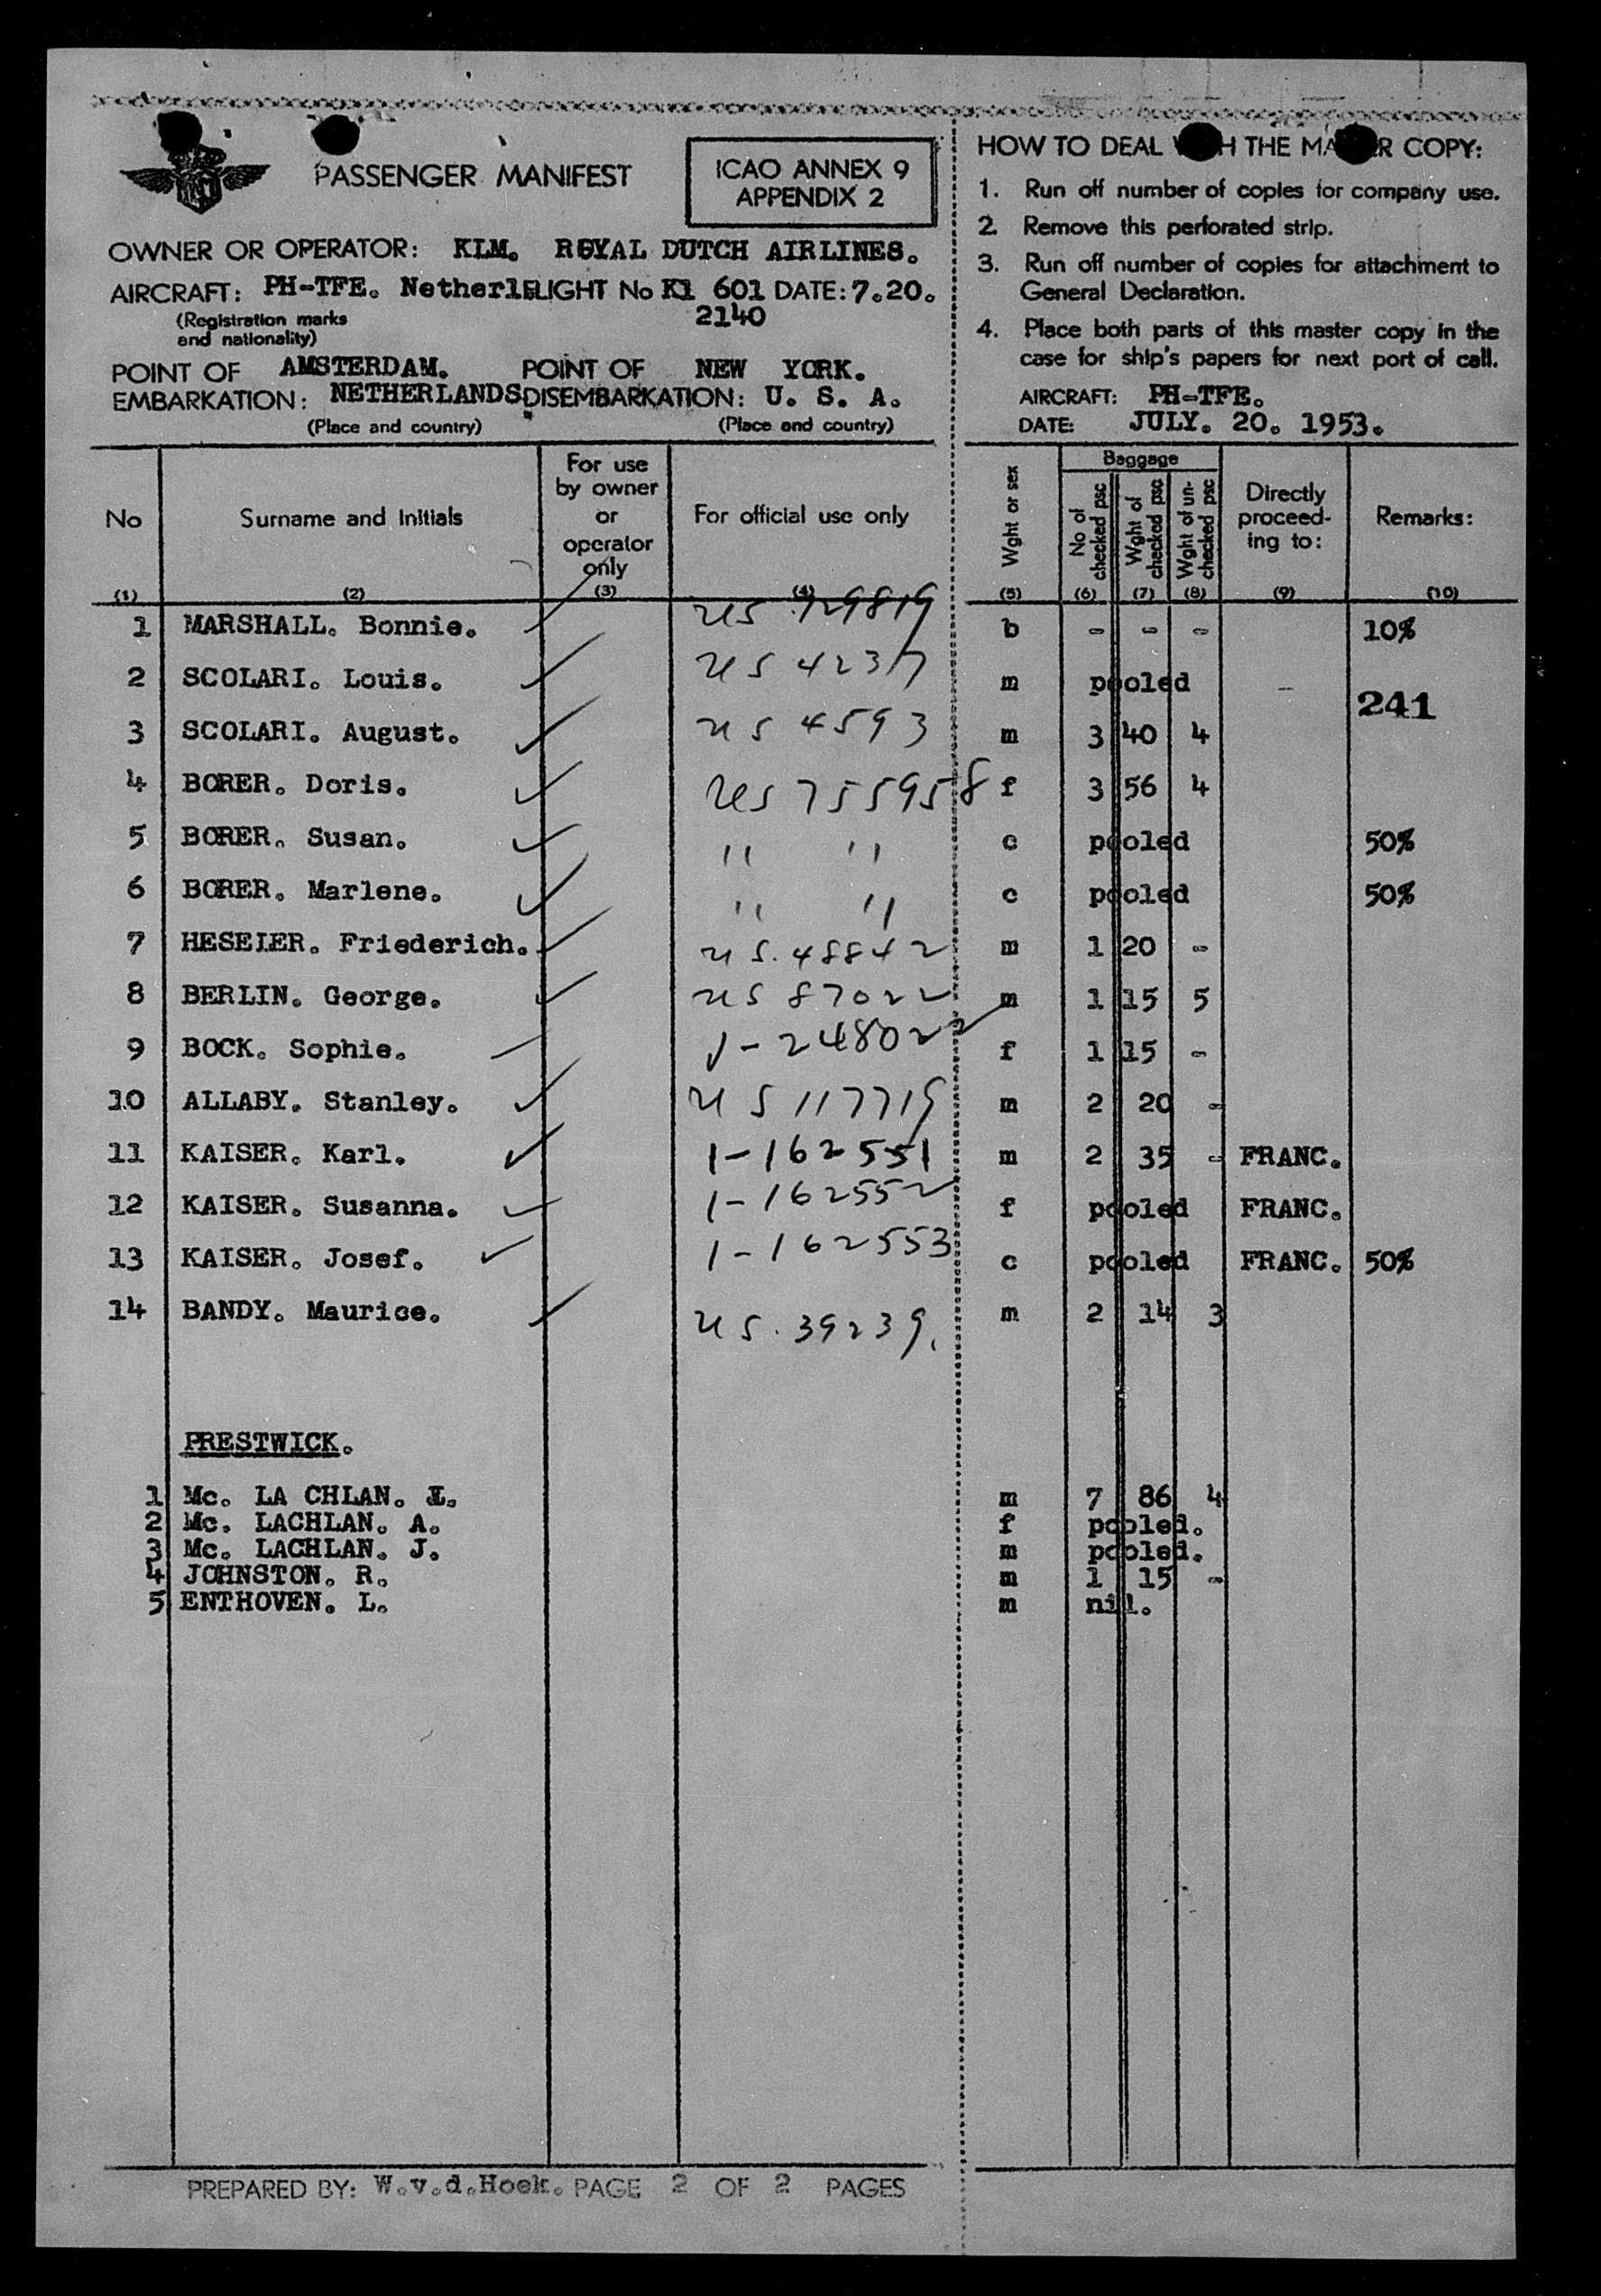 PASSENGER MANIFEST
ICAO ANNEX 9
APPENDIX 2
OWNER OR OPERATOR: KLM. ROYAL DUTCH AIRLINES.
AIRCRAFT: PH-TFE. Netherl FLIGHT No Kl 601 DATE: 7.20.
(Registration marks
and nationality)
2140
POINT OF AMSTERDAM. POINT OF NEW YORK.
EMBARKATION: NETHERLANDS. DISEMBARKATION: U. S. A.
(Place and country) (Place and country)
HOW TO DEAL THE COPY:
1. Run off number of copies for company use.
2. Remove this perforated strip.
3. Run off number of copies for attachment to
General Declaration.
4. Place both parts of this master copy in the
case for ship's papers for next port of call.
AIRCRAFT: PH-TFE.
DATE: JULY. 20. 1953.
No Surname and Initials For use by owner or operator only For official use only Wght or sex Baggage No of checked psc Wght of checked psc Wght of un-checked psc Directly proceed-ing to: Remarks:
(1) (2) (3) (4) (5) (6) (7) (8) (9) (10)
1 MARSHALL. Bonnie. US 929819 b - - - 10%
2 SCOLARI. Louis. US 4237 m pooled -
241
3 SCOLARI. August. US 4593 m 3 40 4
4 BORER. Doris. US 755958 f 3 56 4
5 BORER. Susan. " " c pooled 50%
6 BORER. Marlene. " " c pooled 50%
7 HESEIER. Friederich. US. 48842 m 1 20 -
8 BERLIN. George. US 87022 m 1 15 5
9 BOCK. Sophie. 1-248022 f 1 15 -
10 ALLABY. Stanley. US 117719 m 2 20 -
11 KAISER. Karl. 1-162551 m 2 35 - FRANC.
12 KAISER. Susanna. 1-162552 f pooled FRANC.
13 KAISER. Josef. 1-162553 c pooled FRANC. 50%
14 BANDY. Maurice. US. 39239. m 2 14 3
PRESTWICK.
1 Mc. LA CHLAN. m 7 86 4
2 Mc. LACHLAN. A. f pooled.
3 Mc. LACHLAN. J. m pooled.
4 JOHNSTON. R. m 1 15 -
5 ENTHOVEN. L. m nil.
PREPARED BY: W.v.d.Hoek. PAGE 2 OF 2 PAGES